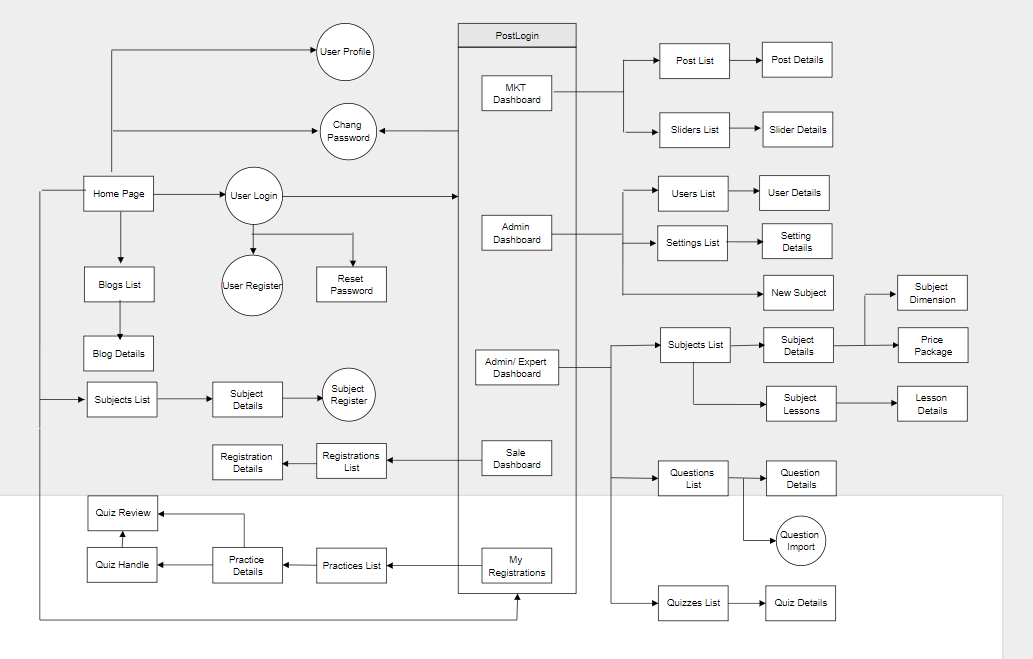 PostLogin
User Profile
Chang
Password
Home Page
User Login
User Register
Reset
Password
Blogs List
Blog Details
Subjects List
Subject
Details
Subject
Register
Registration
Details
Registrations
List
Quiz Review
Quiz Handle
Practice
Details
Practices List
MKT
Dashboard
Admin
Dashboard
Admin/ Expert
Dashboard
Sale
Dashboard
My
Registrations
Post List
Post Details
Sliders List
Slider Details
Users List
User Details
Settings List
Setting
Details
New Subject
Subject
Dimension
Subjects List
Subject
Details
Price
Package
Subject
Lessons
Lesson
Details
Questions
List
Question
Details
Question
Import
Quizzes List
Quiz Details